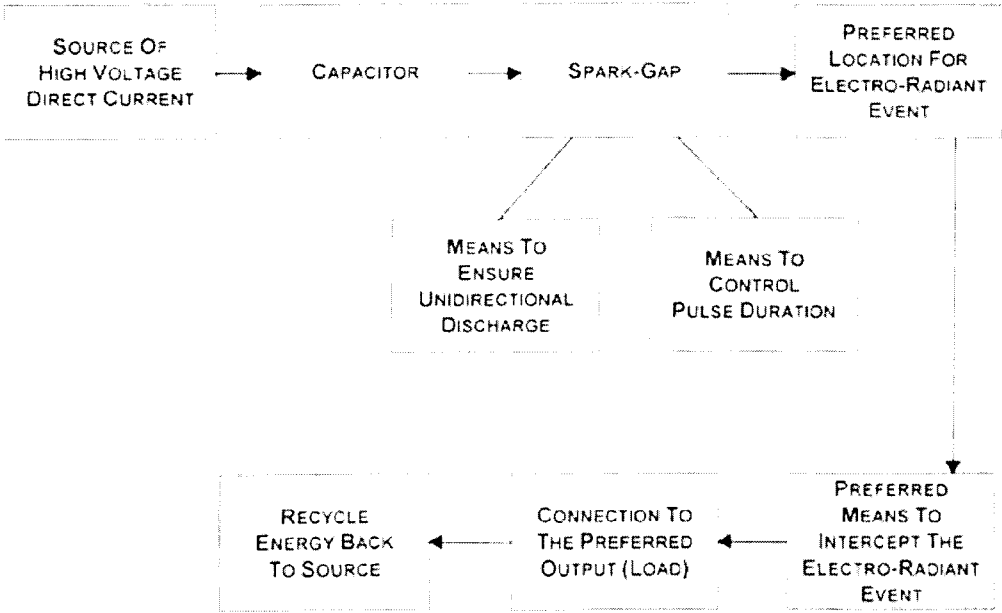 SOURCE OF
HIGH VOLTAGE
DIRECT CURRENT
CAPACITOR
SPARK-GAP
PREFERRED
LOCATION FOR
ELECTRO-RADIANT
EVENT
MEANS TO
ENSURE
UNIDIRECTIONAL
DISCHARGE
MEANS TO
CONTROL
PULSE DURATION
RECYCLE
ENERGY BACK
TO SOURCE
CONNECTION TO
THE PREFERRED
OUTPUT (LOAD)
PREFERRED
MEANS TO
INTERCEPT THE
ELECTRO-RADIANT
EVENT